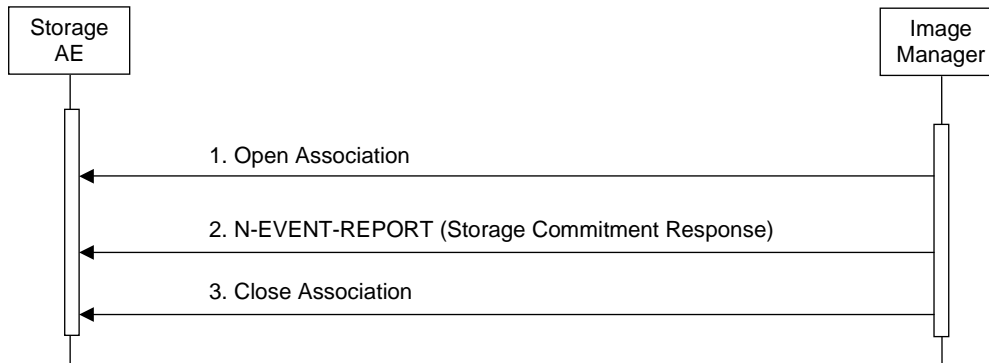 Storage
AE
Image
Manager
1. Open Association
2. N-EVENT-REPORT (Storage Commitment Response)
3. Close Association